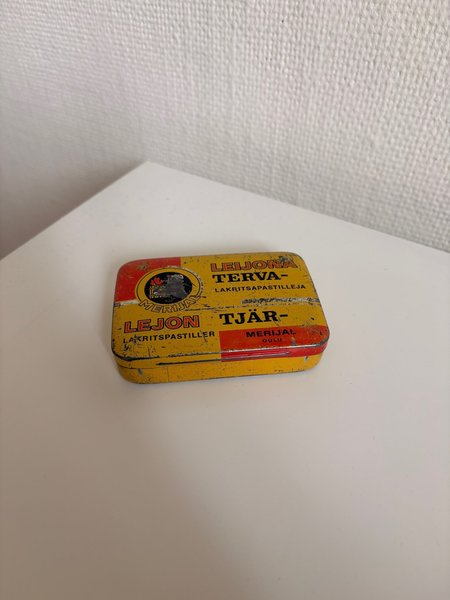 LEIJONA
TERVA-
LAKRITSAPASTILLEJA
MERIJAL
LEJON TJÄR-
LAKRITSPASTILLER
MERIJAL
OULU